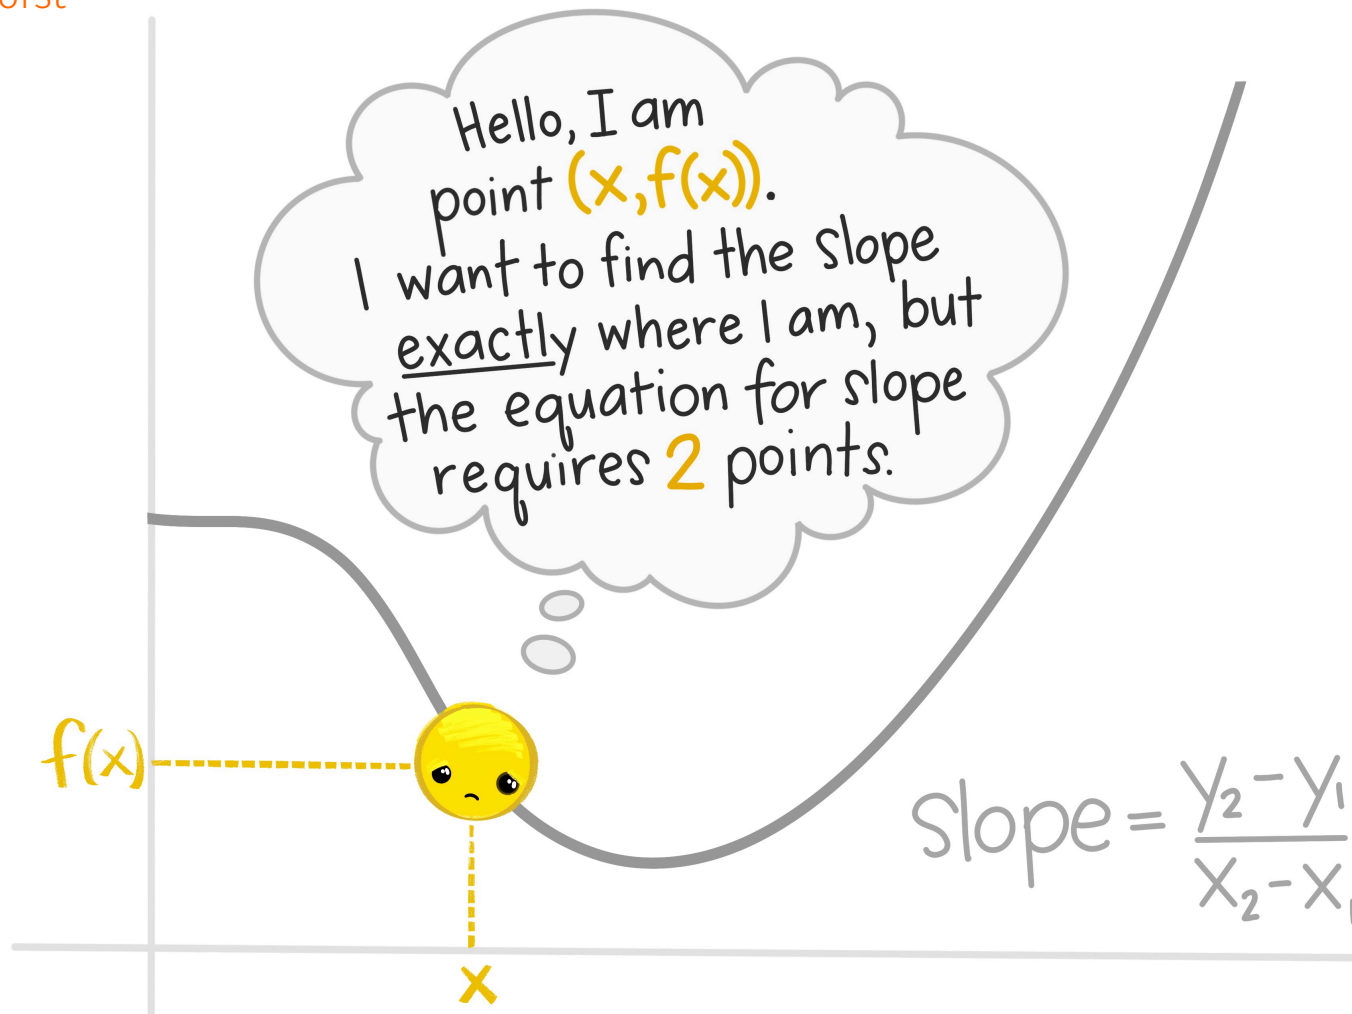 Hello, I am
point (x,f(x)).
I want to find the slope
exactly where I am, but
the equation for slope
requires 2 points.
f(x)
slope = y₂ - y₁
x₂ - x₁
x